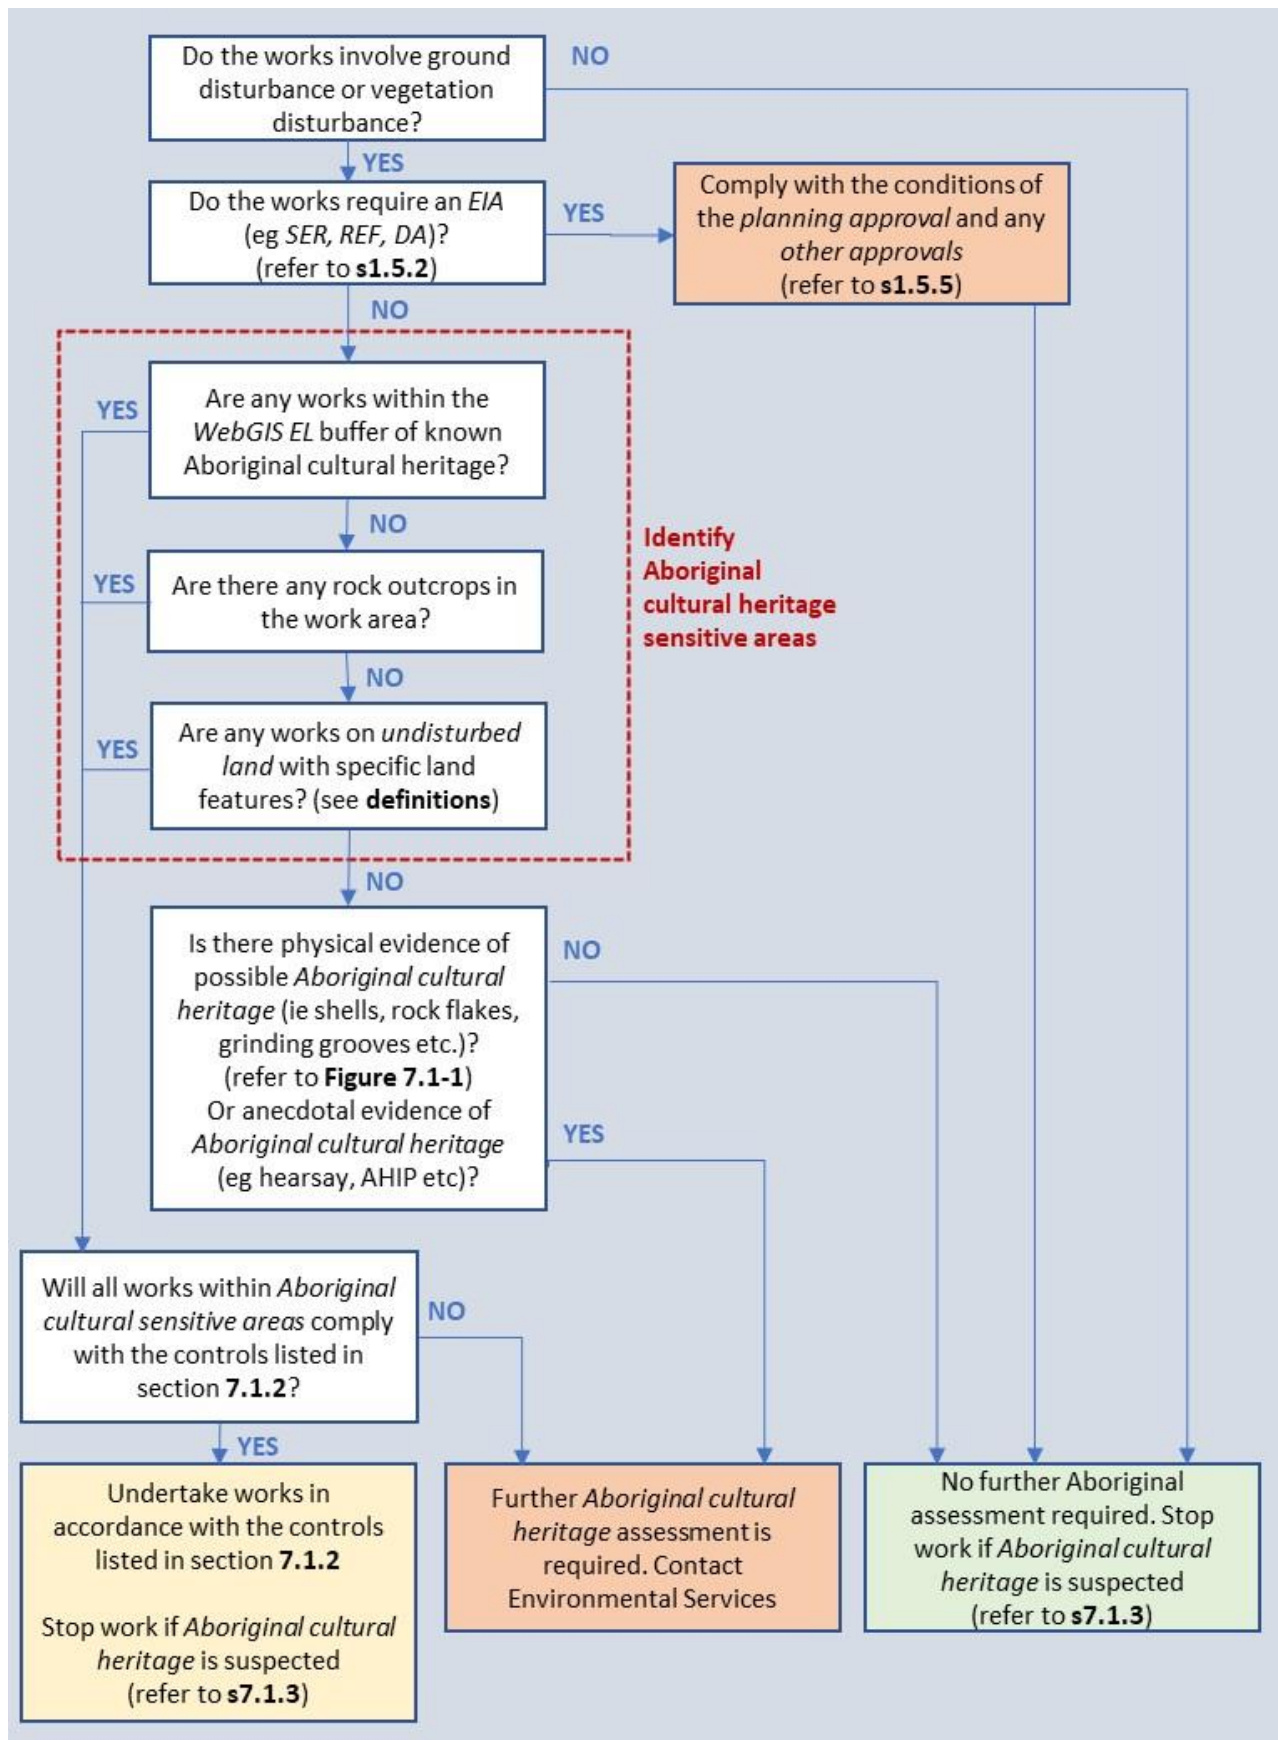 Do the works involve ground
disturbance or vegetation
disturbance?
NO
YES
Do the works require an EIA
(eg SER, REF, DA)?
(refer to s1.5.2)
YES
Comply with the conditions of
the planning approval and any
other approvals
(refer to s1.5.5)
NO
Are any works within the
WebGIS EL buffer of known
Aboriginal cultural heritage?
YES
NO
Identify
Aboriginal
cultural heritage
sensitive areas
Are there any rock outcrops in
the work area?
YES
NO
Are any works on undisturbed
land with specific land
features? (see definitions)
YES
NO
Is there physical evidence of
possible Aboriginal cultural
heritage (ie shells, rock flakes,
grinding grooves etc.)?
(refer to Figure 7.1-1)
Or anecdotal evidence of
Aboriginal cultural heritage
(eg hearsay, AHIP etc)?
NO
YES
Will all works within Aboriginal
cultural sensitive areas comply
with the controls listed in
section 7.1.2?
NO
YES
Undertake works in
accordance with the controls
listed in section 7.1.2
Stop work if Aboriginal cultural
heritage is suspected
(refer to s7.1.3)
Further Aboriginal cultural
heritage assessment is
required. Contact
Environmental Services
No further Aboriginal
assessment required. Stop
work if Aboriginal cultural
heritage is suspected
(refer to s7.1.3)